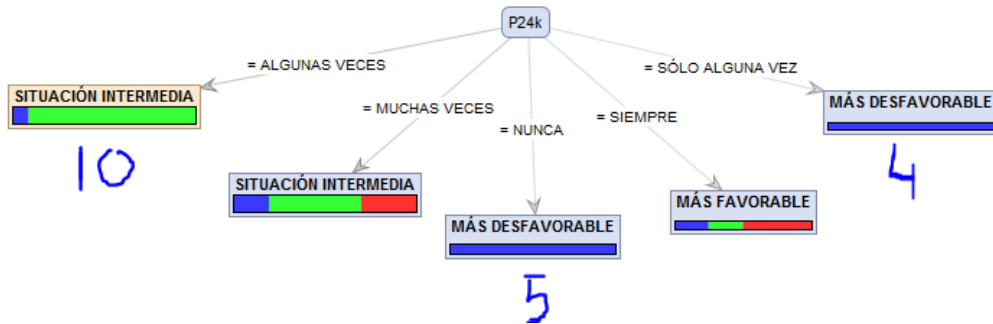 P24k
= ALGUNAS VECES
= SÓLO ALGUNA VEZ
SITUACIÓN INTERMEDIA
= MUCHAS VECES
= NUNCA
= SIEMPRE
MÁS DESFAVORABLE
10
SITUACIÓN INTERMEDIA
MÁS FAVORABLE
4
MÁS DESFAVORABLE
5